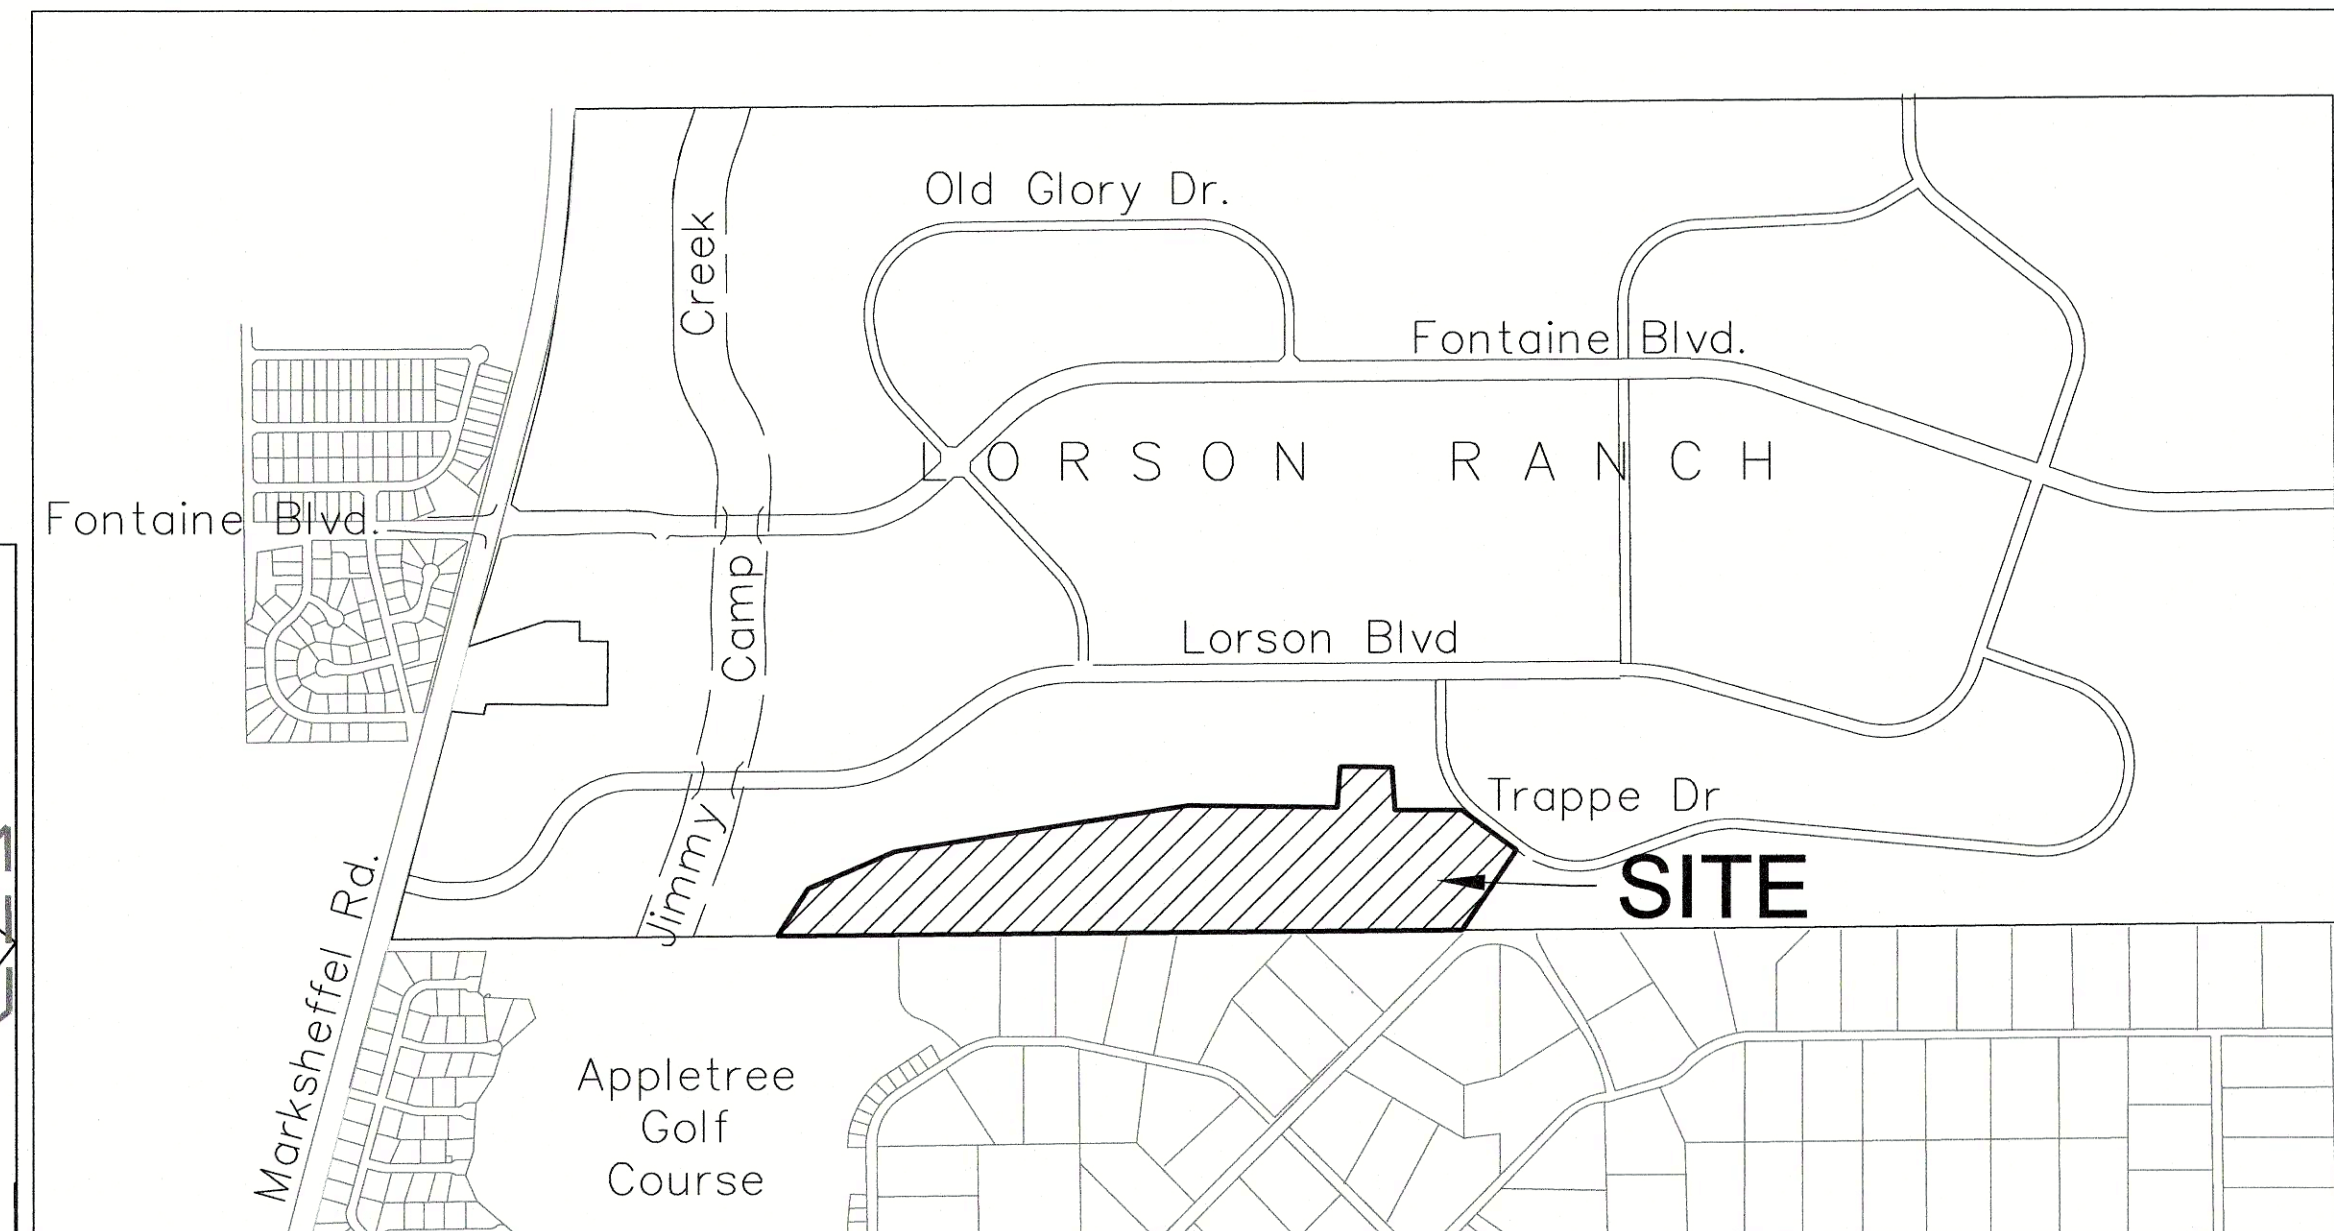 Old Glory Dr.
Creek
Fontaine Blvd.
LORSON RANCH
Fontaine Blvd.
Camp
Lorson Blvd
Trappe Dr
Jimmy
SITE
Marksheffel Rd.
Appletree
Golf
Course